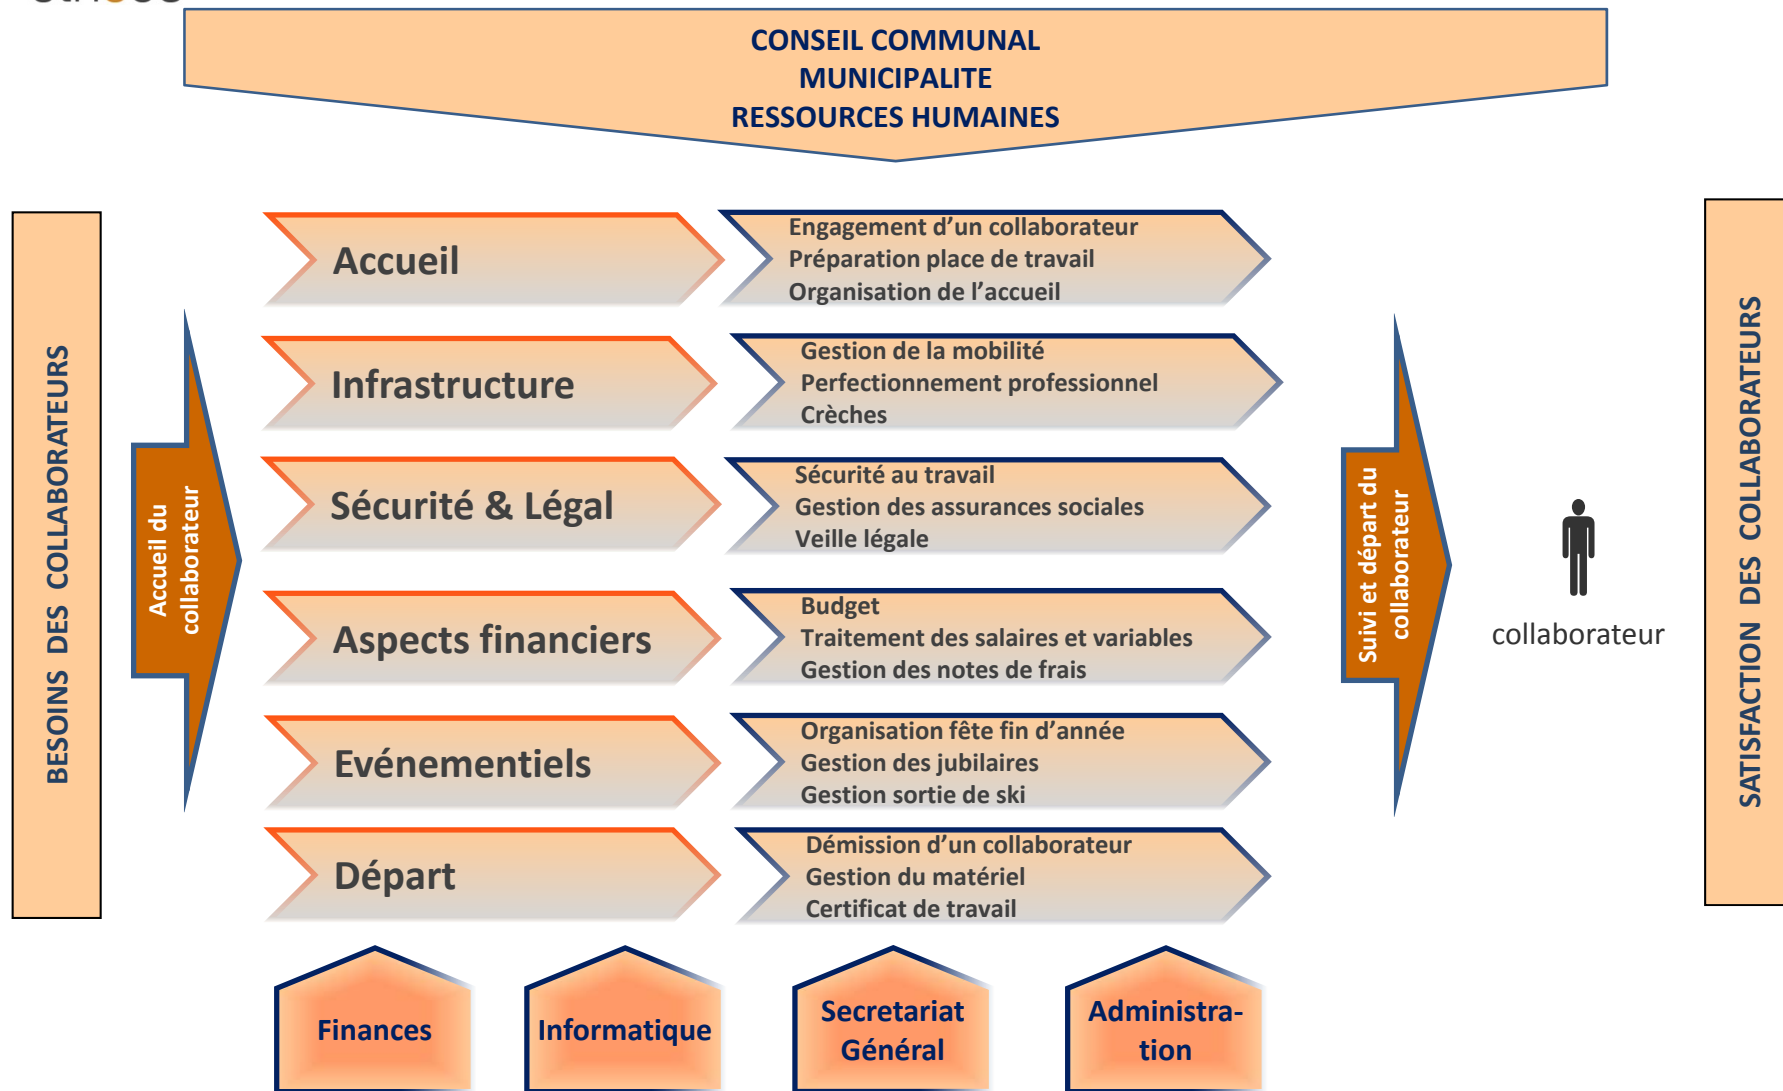 CONSEIL COMMUNAL
MUNICIPALITE
RESSOURCES HUMAINES
BESOINS DES COLLABORATEURS
Accueil du
collaborateur
Accueil
Engagement d’un collaborateur
Préparation place de travail
Organisation de l’accueil
Infrastructure
Gestion de la mobilité
Perfectionnement professionnel
Crèches
Sécurité & Légal
Sécurité au travail
Gestion des assurances sociales
Veille légale
Aspects financiers
Budget
Traitement des salaires et variables
Gestion des notes de frais
Evénementiels
Organisation fête fin d’année
Gestion des jubilaires
Gestion sortie de ski
Départ
Démission d’un collaborateur
Gestion du matériel
Certificat de travail
Suivi et départ du
collaborateur
collaborateur
SATISFACTION DES COLLABORATEURS
Finances
Informatique
Secretariat
Général
Administra-
tion